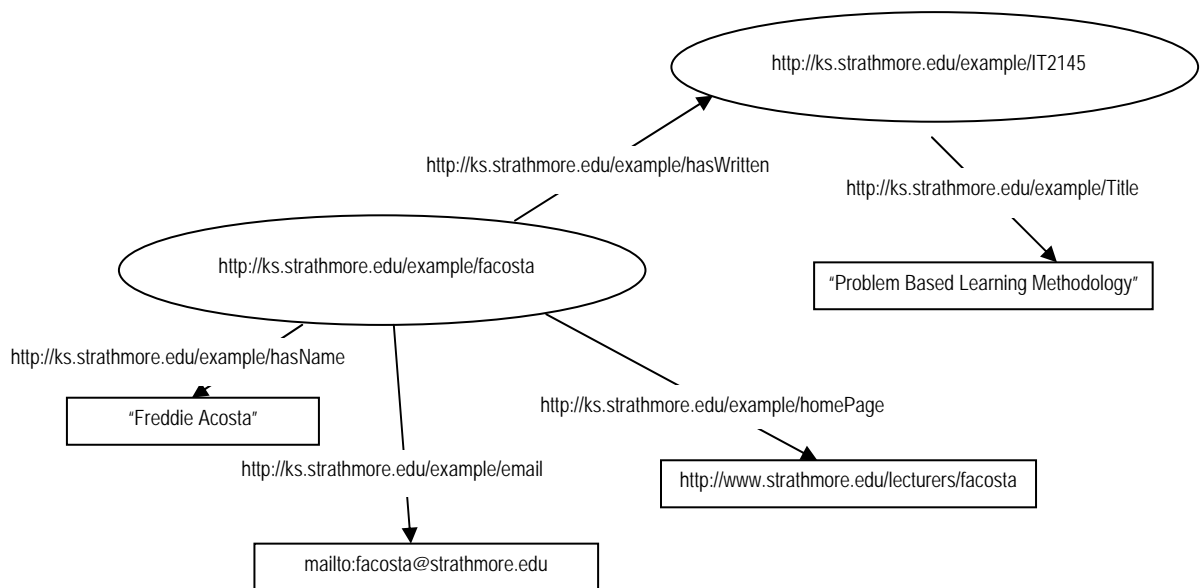 http://ks.strathmore.edu/example/IT2145
http://ks.strathmore.edu/example/hasWritten
http://ks.strathmore.edu/example/Title
http://ks.strathmore.edu/example/facosta
“Problem Based Learning Methodology”
http://ks.strathmore.edu/example/hasName
“Freddie Acosta”
http://ks.strathmore.edu/example/homePage
http://ks.strathmore.edu/example/email
http://www.strathmore.edu/lecturers/facosta
mailto:facosta@strathmore.edu